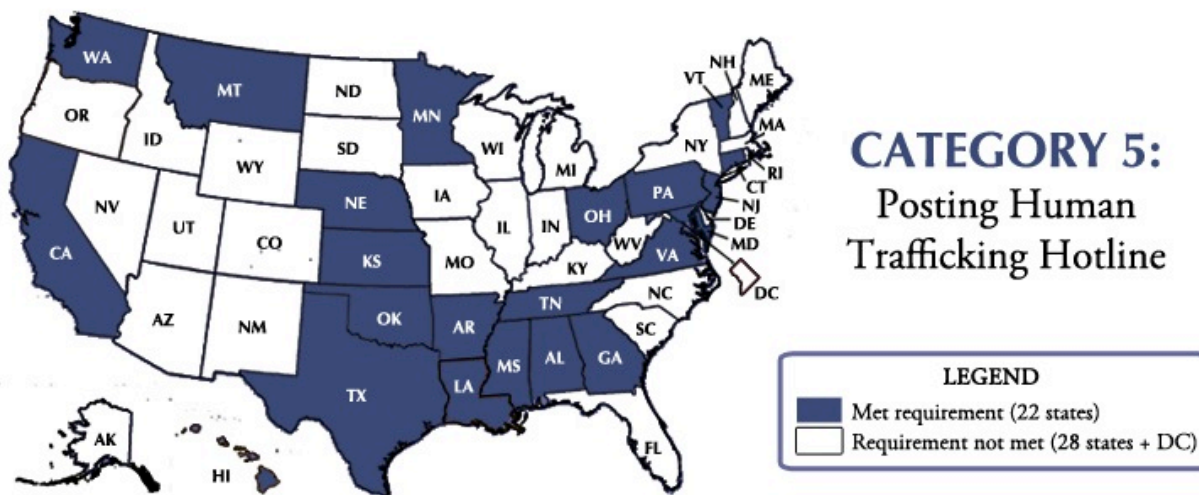 WA
MT
ND
MN
OR
ID
WY
SD
WI
MI
NY
VT
NH
ME
MA
RI
CT
NJ
DE
MD
DC
CA
NV
UT
CO
NE
IA
IL
IN
OH
PA
WV
VA
KS
MO
KY
AZ
NM
OK
AR
TN
NC
SC
TX
LA
MS
AL
GA
FL
AK
HI
CATEGORY 5:
Posting Human
Trafficking Hotline
LEGEND
Met requirement (22 states)
Requirement not met (28 states + DC)